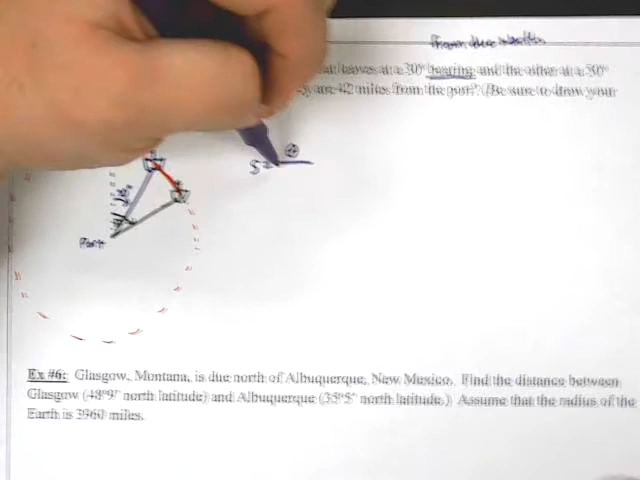 from due north
leaves at a 30° bearing and the other at a 50°
are 42 miles from the port? (Be sure to draw your
S = θ
Port
Ex #6: Glasgow, Montana, is due north of Albuquerque, New Mexico. Find the distance between
Glasgow (48°9' north latitude) and Albuquerque (35°5' north latitude.) Assume that the radius of the
Earth is 3960 miles.